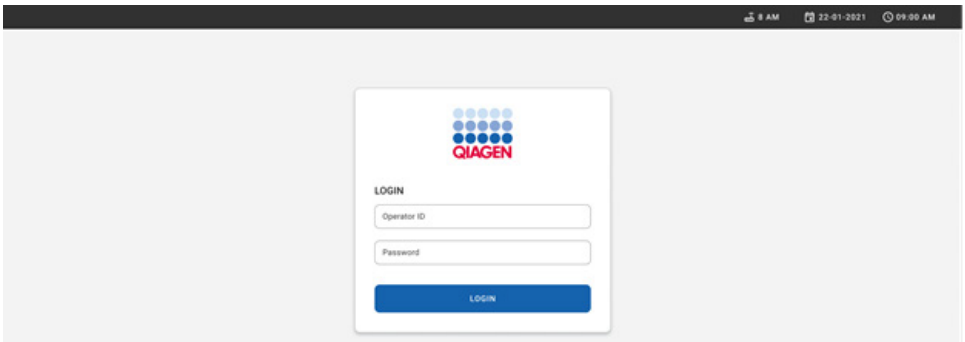 8 AM 22-01-2021 09:00 AM
QIAGEN
LOGIN
Operator ID
Password
LOGIN